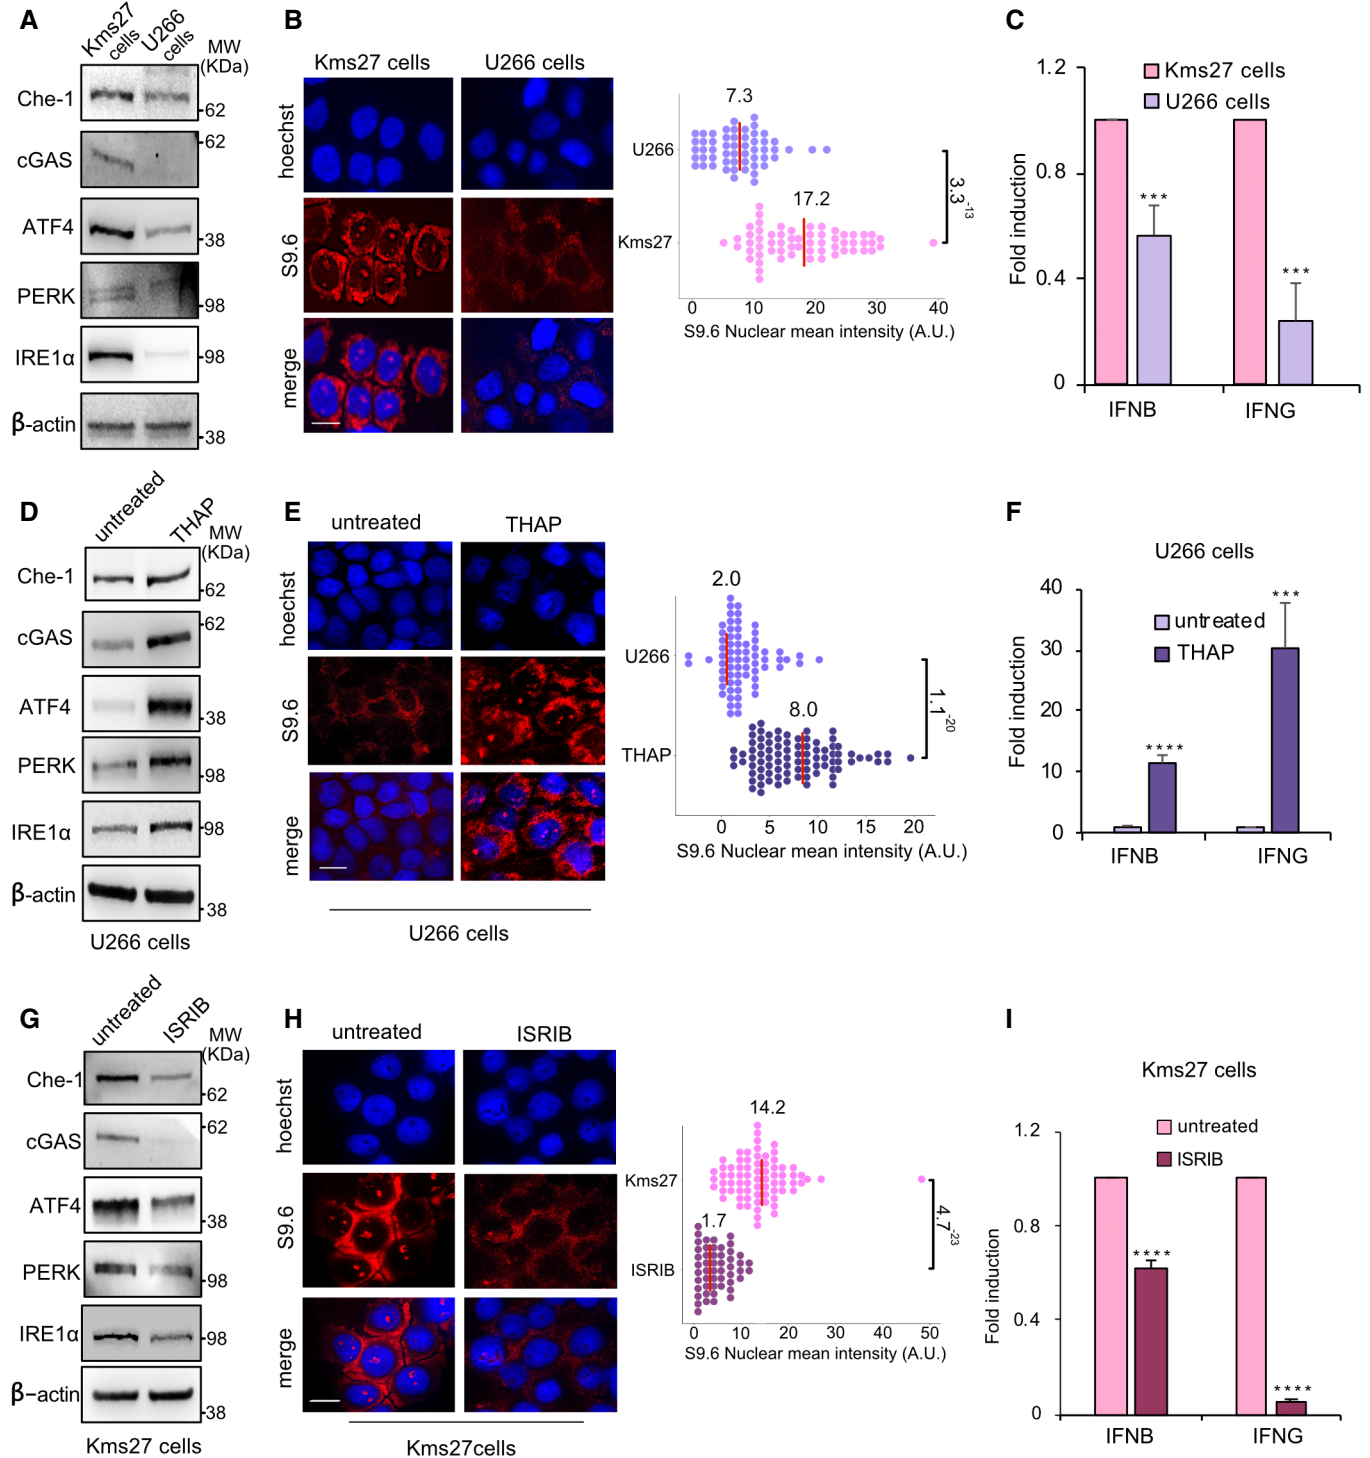 A
Kms27
cells
U266
cells
MW
(KDa)
Che-1
62
cGAS
62
ATF4
38
PERK
98
IRE1α
98
β-actin
38
B
Kms27 cells
U266 cells
hoechst
S9.6
merge
7.3
U266
17.2
Kms27
3.3-13
0 10 20 30 40
S9.6 Nuclear mean intensity (A.U.)
C
Kms27 cells
U266 cells
1.2
0.8
0.4
0
Fold induction
***
***
IFNB
IFNG
D
untreated
THAP
MW
(KDa)
Che-1
62
cGAS
62
ATF4
38
PERK
98
IRE1α
98
β-actin
38
U266 cells
E
untreated
THAP
hoechst
S9.6
merge
U266 cells
2.0
U266
8.0
THAP
1.1-20
0 5 10 15 20
S9.6 Nuclear mean intensity (A.U.)
F
U266 cells
untreated
THAP
40
30
20
10
0
Fold induction
****
***
IFNB
IFNG
G
untreated
ISRIB
MW
(KDa)
Che-1
62
cGAS
62
ATF4
38
PERK
98
IRE1α
98
β-actin
38
Kms27 cells
H
untreated
ISRIB
hoechst
S9.6
merge
Kms27cells
14.2
Kms27
1.7
ISRIB
4.7-23
0 10 20 30 40 50
S9.6 Nuclear mean intensity (A.U.)
I
Kms27 cells
untreated
ISRIB
1.2
0.8
0.4
0
Fold induction
****
****
IFNB
IFNG